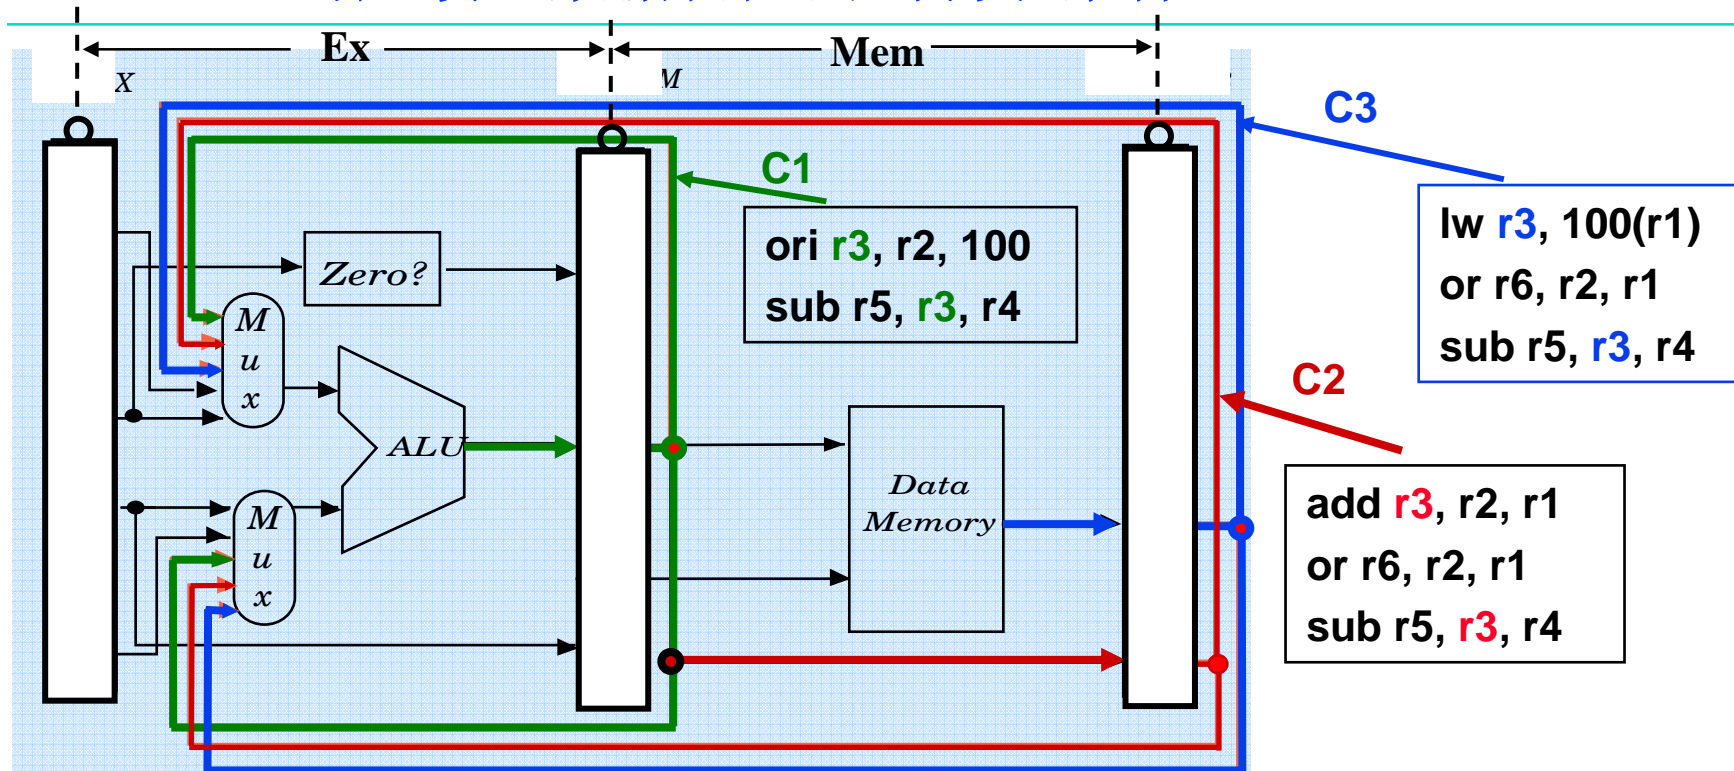 Ex
Mem
X
M
C3
C1
lw r3, 100(r1)
or r6, r2, r1
sub r5, r3, r4
ori r3, r2, 100
sub r5, r3, r4
Zero?
M
u
x
ALU
C2
Data
Memory
M
u
x
add r3, r2, r1
or r6, r2, r1
sub r5, r3, r4